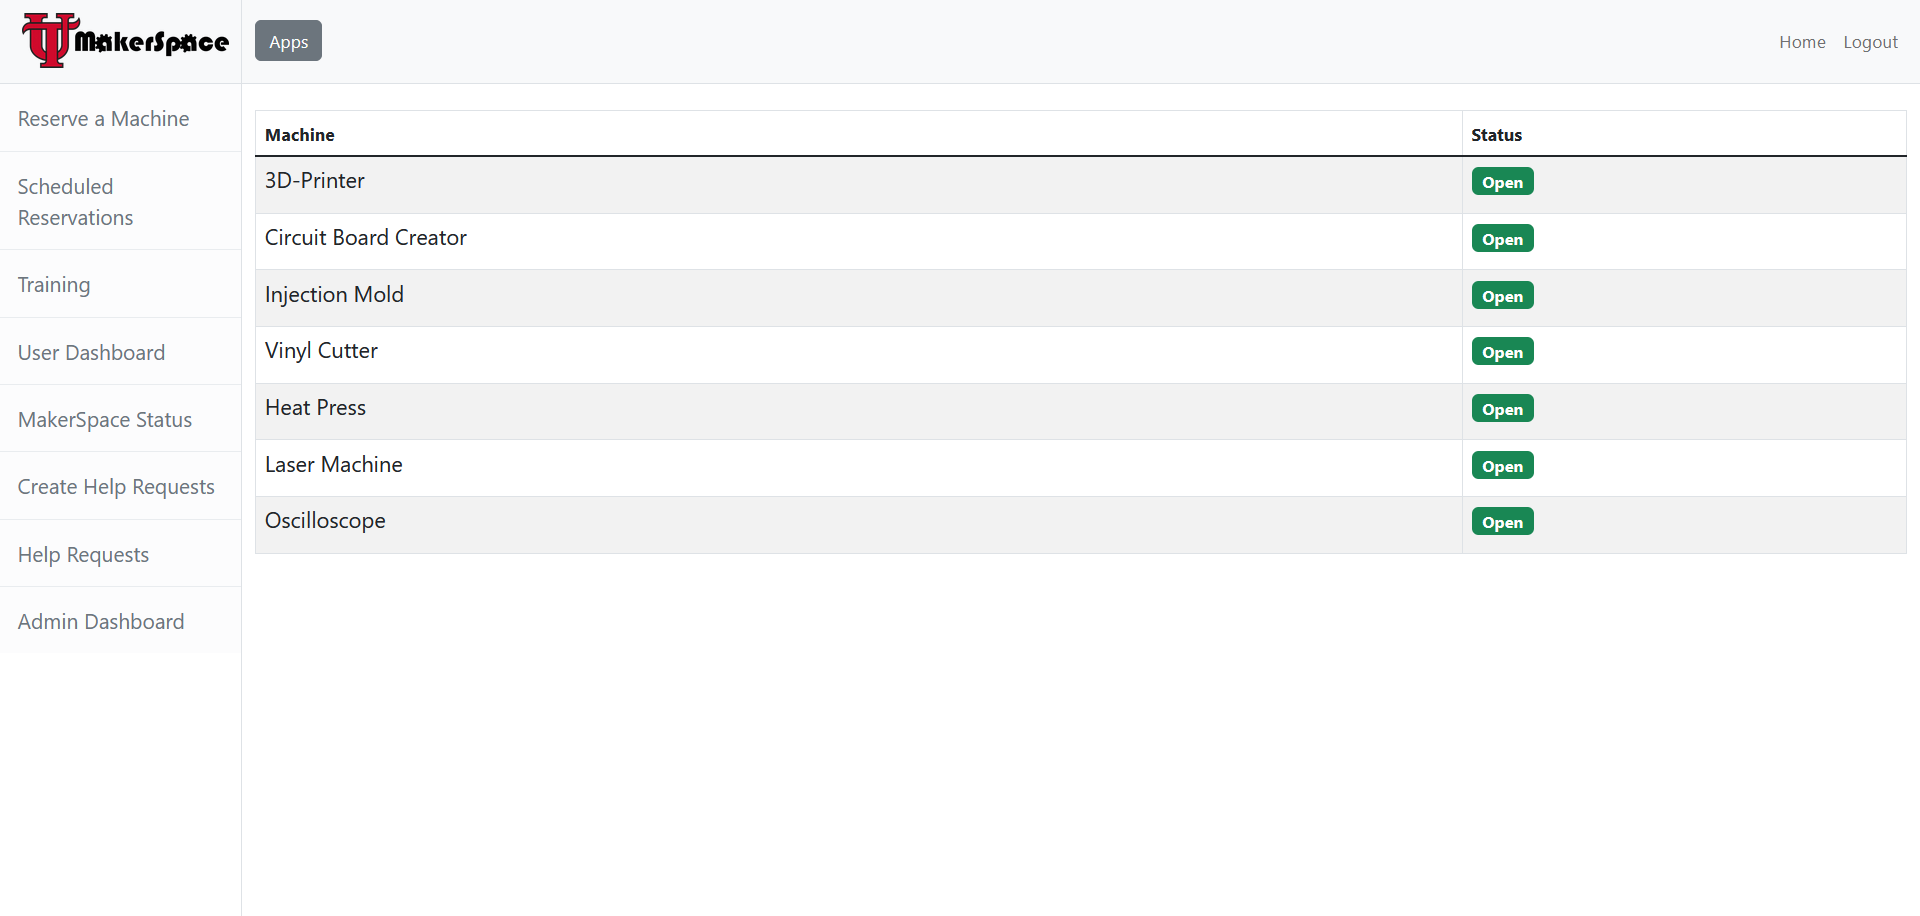 MakerSpace
Apps
Home
Logout
Reserve a Machine
Scheduled
Reservations
Training
User Dashboard
MakerSpace Status
Create Help Requests
Help Requests
Admin Dashboard
Machine Status
3D-Printer Open
Circuit Board Creator Open
Injection Mold Open
Vinyl Cutter Open
Heat Press Open
Laser Machine Open
Oscilloscope Open